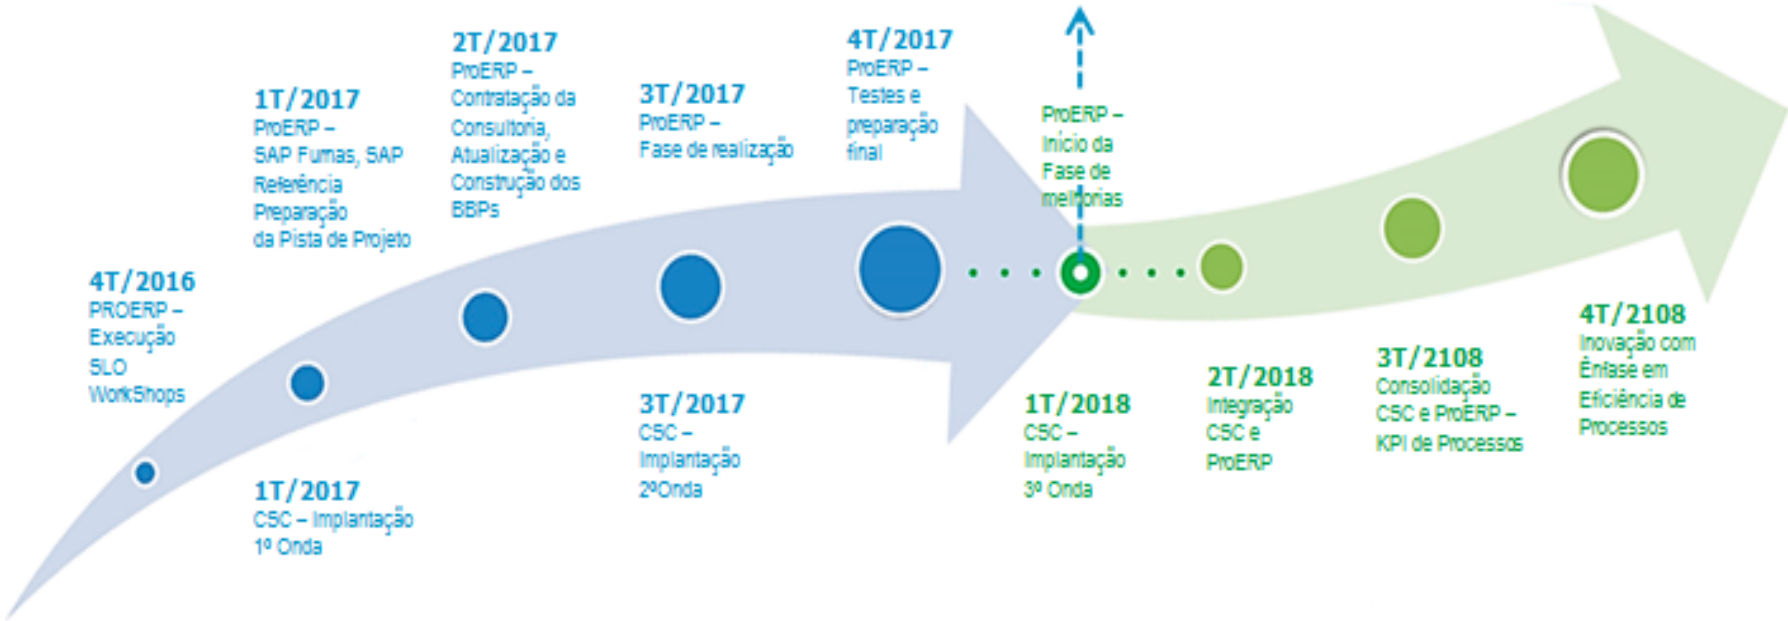 4T/2016
PROERP –
Execução
SLO
WorkShops
1T/2017
ProERP –
SAP Furnas, SAP
Referência
Preparação
da Pista de Projeto
1T/2017
CSC – Implantação
1º Onda
2T/2017
ProERP –
Contratação da
Consultoria,
Atualização e
Construção dos
BBPs
3T/2017
ProERP –
Fase de realização
3T/2017
CSC –
Implantação
2ºOnda
4T/2017
ProERP –
Testes e
preparação
final
ProERP –
Início da
Fase de
melhorias
1T/2018
CSC –
Implantação
3º Onda
2T/2018
Integração
CSC e
ProERP
3T/2108
Consolidação
CSC e ProERP –
KPI de Processos
4T/2108
Inovação com
Ênfase em
Eficiência de
Processos